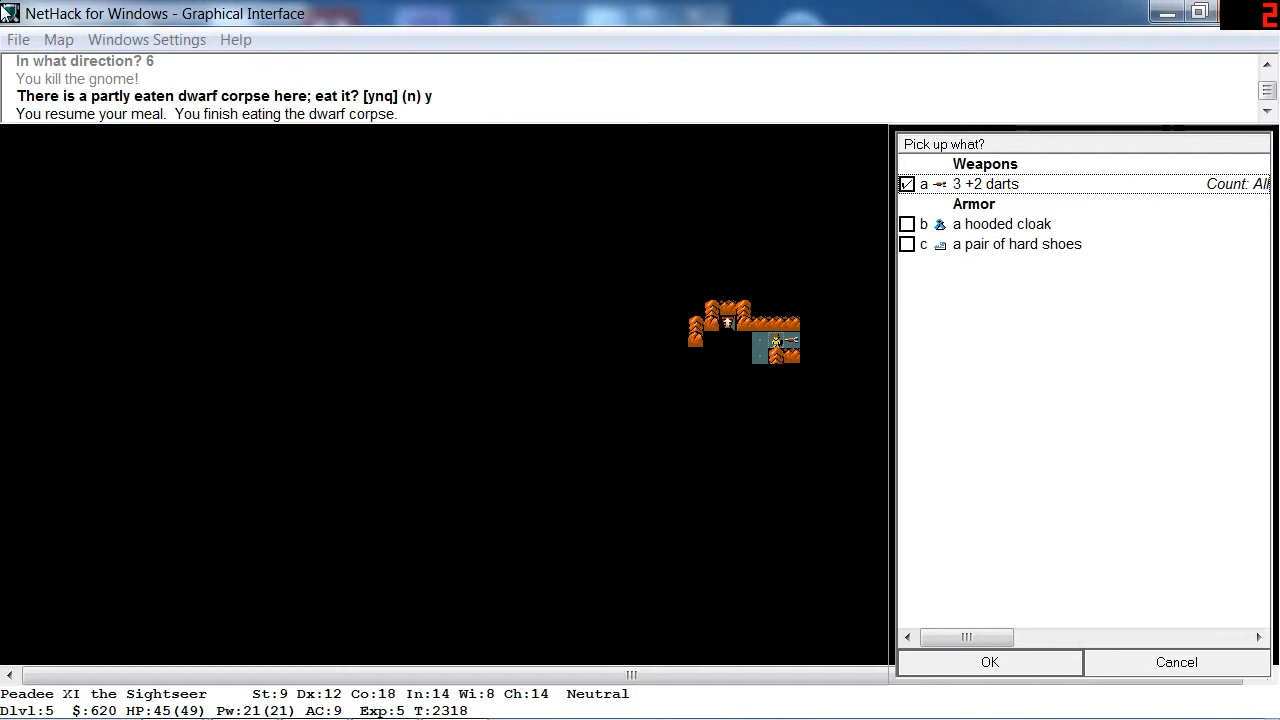 NetHack for Windows - Graphical Interface
2
File Map Windows Settings Help
In what direction? 6
You kill the gnome!
There is a partly eaten dwarf corpse here; eat it? [ynq] (n) y
You resume your meal. You finish eating the dwarf corpse.
Pick up what?
Weapons
a 3 +2 darts Count: All
Armor
b a hooded cloak
c a pair of hard shoes
OK Cancel
Peadee XI the Sightseer St:9 Dx:12 Co:18 In:14 Wi:8 Ch:14 Neutral
Dlvl:5 $:620 HP:45(49) Pw:21(21) AC:9 Exp:5 T:2318